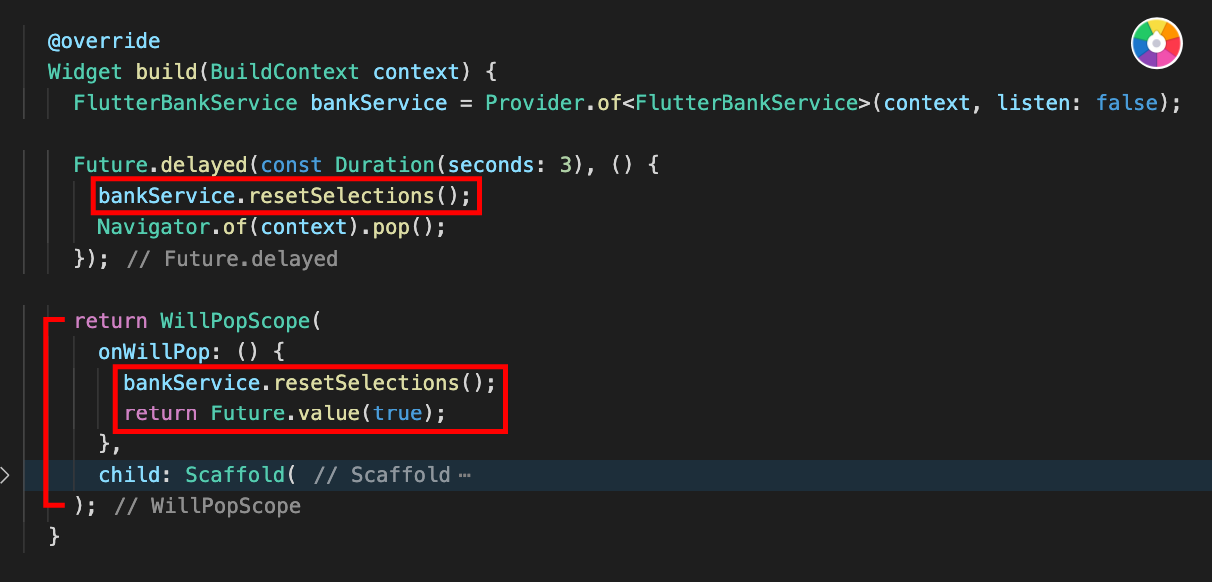 @override
Widget build(BuildContext context) {
FlutterBankService bankService = Provider.of<FlutterBankService>(context, listen: false);
Future.delayed(const Duration(seconds: 3), () {
bankService.resetSelections();
Navigator.of(context).pop();
}); // Future.delayed
return WillPopScope(
onWillPop: () {
bankService.resetSelections();
return Future.value(true);
},
child: Scaffold( // Scaffold ⋯
); // WillPopScope
}